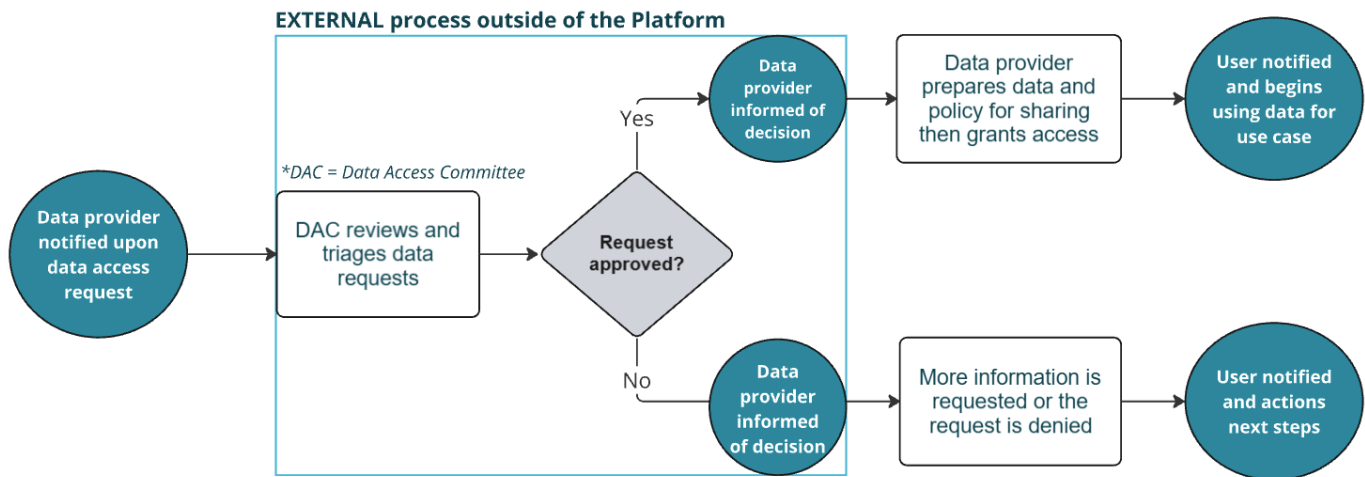 EXTERNAL process outside of the Platform
Data provider
notified upon
data access
request
*DAC = Data Access Committee
DAC reviews and
triages data
requests
Request
approved?
Yes
Data
provider
informed of
decision
Data provider
prepares data and
policy for sharing
then grants access
User notified
and begins
using data for
use case
No
Data
provider
informed
of decision
More information is
requested or the
request is denied
User notified
and actions
next steps